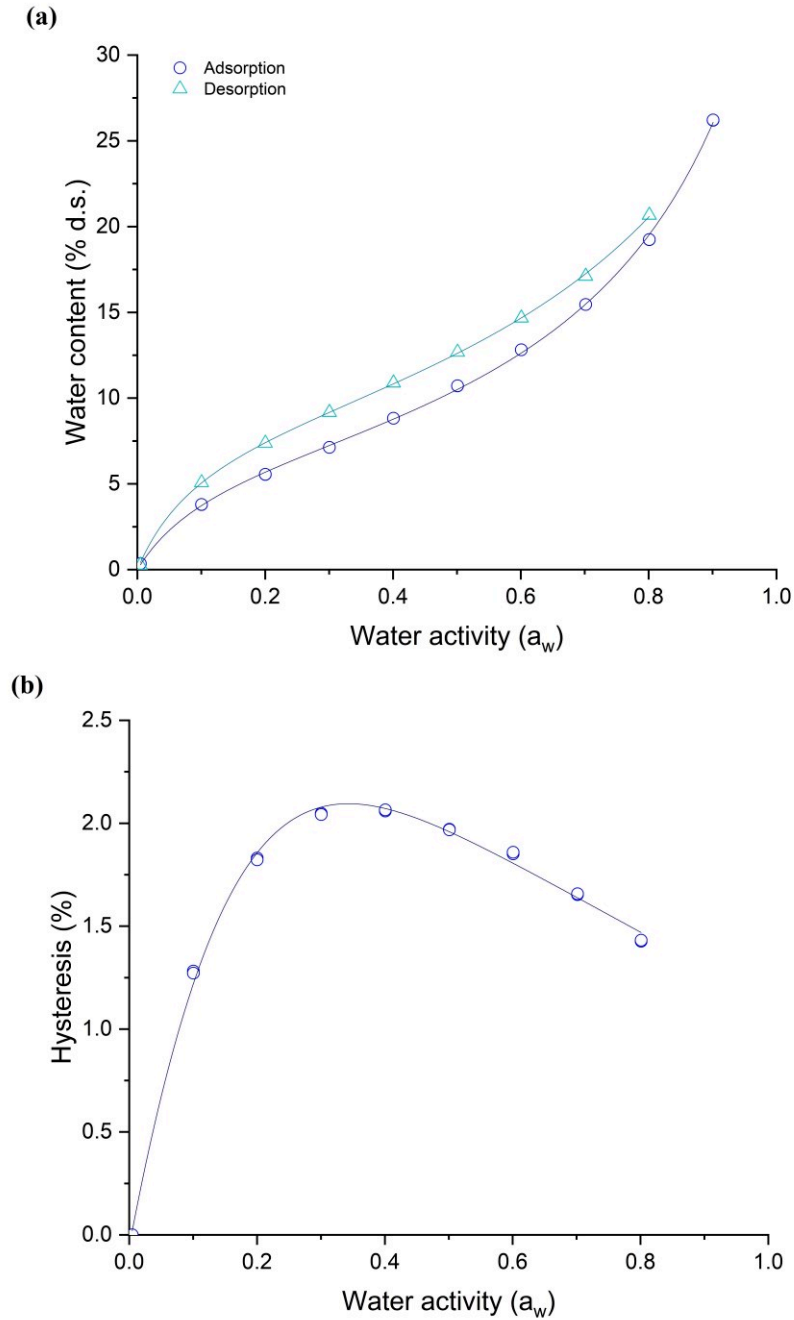 (a)
30
25
20
15
10
5
0
Water content (% d.s.)
Adsorption
Desorption
0.0 0.2 0.4 0.6 0.8 1.0
Water activity (a_w)
(b)
2.5
2.0
1.5
1.0
0.5
0.0
Hysteresis (%)
0.0 0.2 0.4 0.6 0.8 1.0
Water activity (a_w)